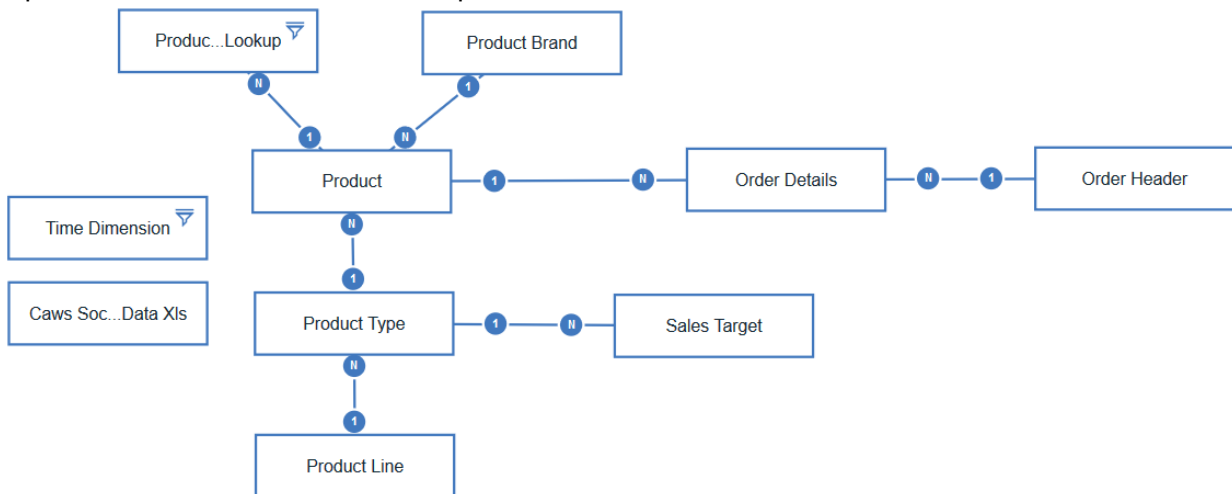 Produc...Lookup
Product Brand
N
1
1
N
Product
1
N
Order Details
N
1
Order Header
Time Dimension
N
Caws Soc...Data Xls
1
Product Type
1
N
Sales Target
N
1
Product Line